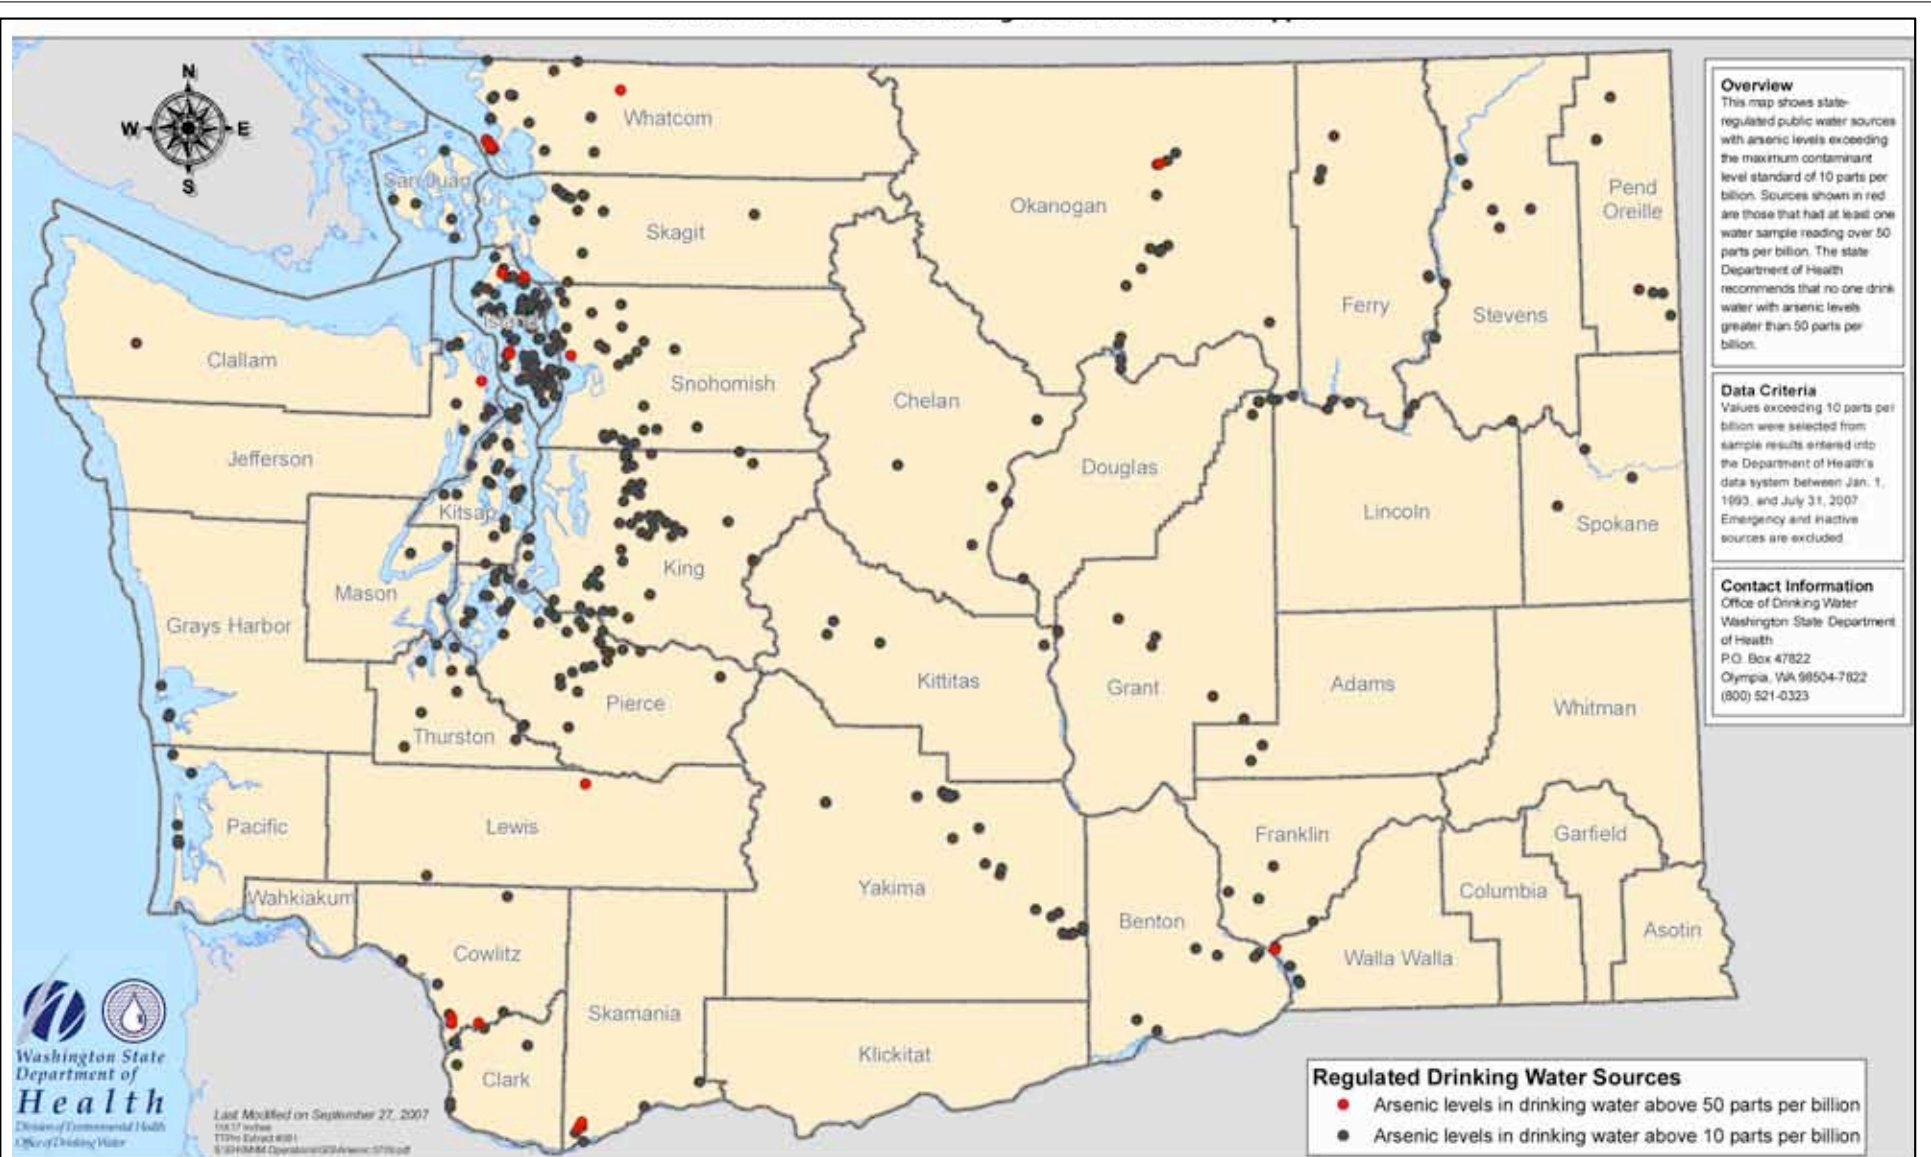 N
W E
S
Whatcom
San Juan
Skagit
Island
Clallam
Snohomish
Jefferson
Kitsap
King
Mason
Grays Harbor
Pierce
Thurston
Pacific
Lewis
Wahkiakum
Cowlitz
Skamania
Clark
Okanogan
Chelan
Douglas
Kittitas
Grant
Yakima
Klickitat
Benton
Ferry
Stevens
Pend
Oreille
Lincoln
Spokane
Adams
Whitman
Franklin
Walla Walla
Columbia
Garfield
Asotin
Overview
This map shows state-
regulated public water sources
with arsenic levels exceeding
the maximum contaminant
level standard of 10 parts per
billion. Sources shown in red
are those that had at least one
water sample reading over 50
parts per billion. The state
Department of Health
recommends that no one drink
water with arsenic levels
greater than 50 parts per
billion.
Data Criteria
Values exceeding 10 parts per
billion were selected from
sample results entered into
the Department of Health's
data system between Jan. 1,
1993, and July 31, 2007.
Emergency and inactive
sources are excluded.
Contact Information
Office of Drinking Water
Washington State Department
of Health
P.O. Box 47822
Olympia, WA 98504-7822
(800) 521-0323
Washington State
Department of
Health
Division of Environmental Health
Office of Drinking Water
Last Modified on September 27, 2007
11X17 inches
Regulated Drinking Water Sources
Arsenic levels in drinking water above 50 parts per billion
Arsenic levels in drinking water above 10 parts per billion